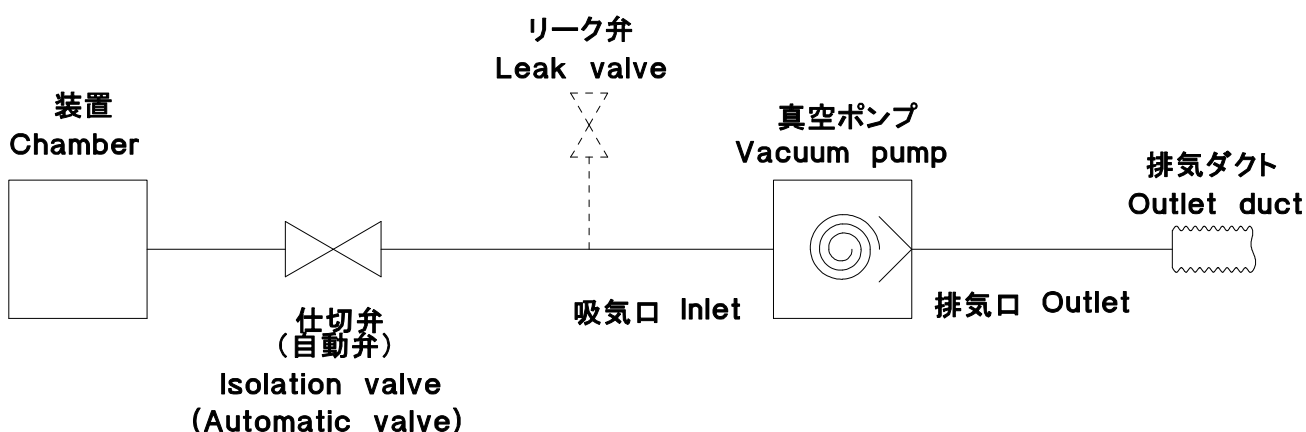 リーク弁
Leak valve
装置
Chamber
真空ポンプ
Vacuum pump
排気ダクト
Outlet duct
仕切弁
(自動弁)
Isolation valve
(Automatic valve)
吸気口 Inlet
排気口 Outlet